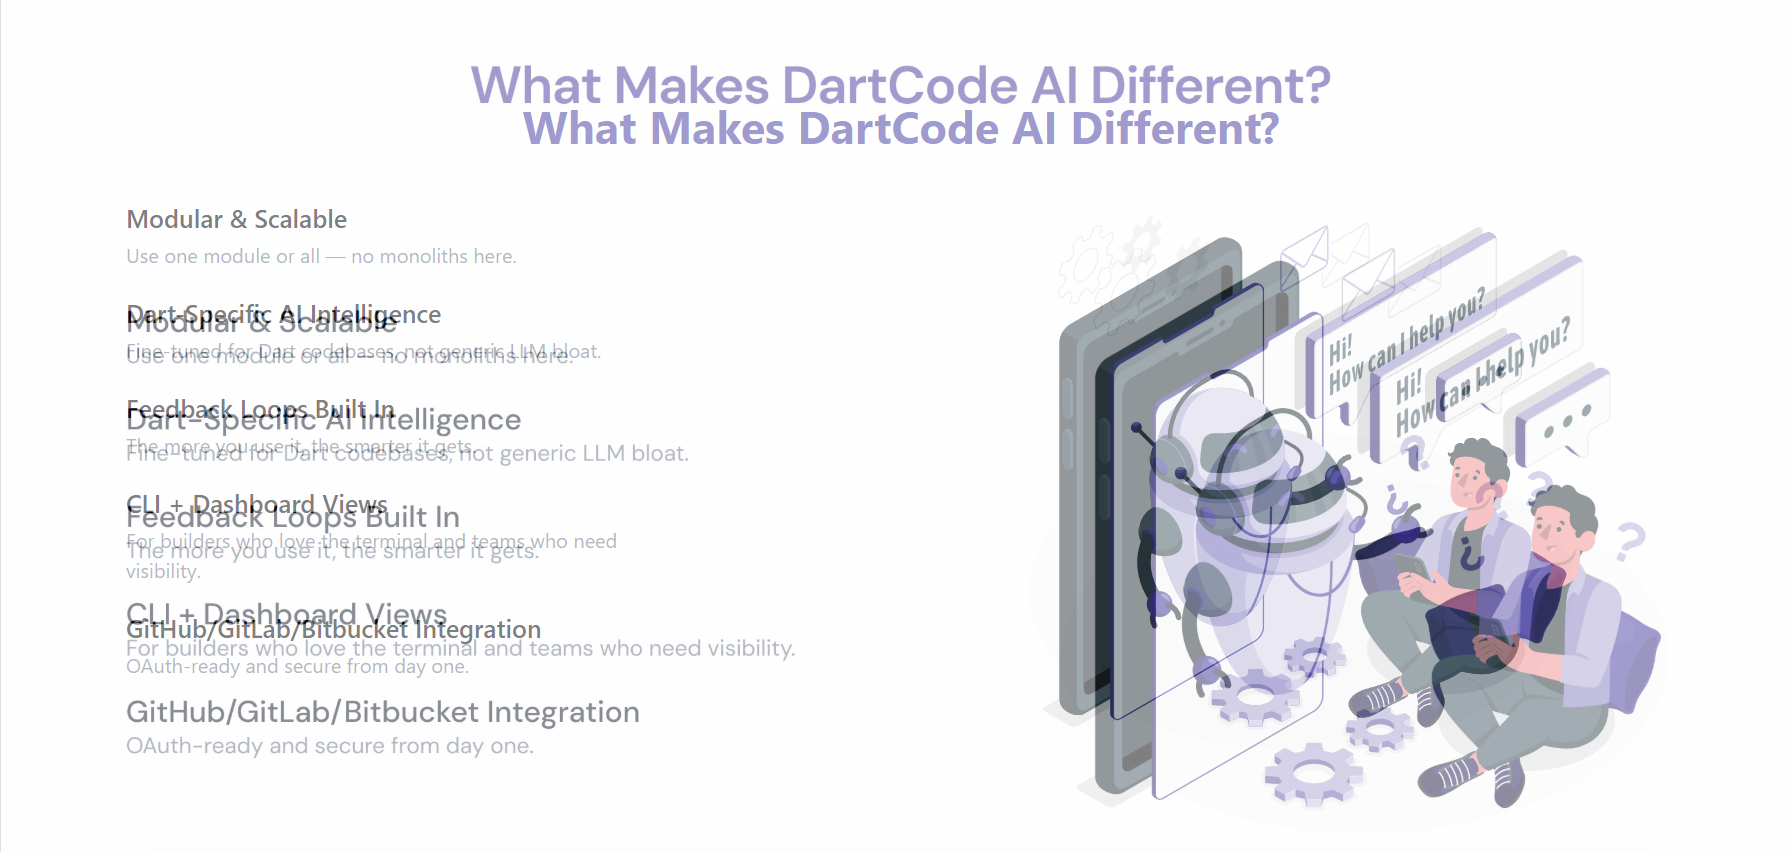 What Makes DartCode AI Different?
What Makes DartCode AI Different?
Modular & Scalable
Use one module or all — no monoliths here.
Dart-Specific AI Intelligence
Modular & Scalable
Fine-tuned for Dart codebases, not generic LLM bloat.
Use one module or all — no monoliths here.
Feedback Loops Built In
Dart-Specific AI Intelligence
The more you use it, the smarter it gets.
Fine-tuned for Dart codebases, not generic LLM bloat.
CLI + Dashboard Views
Feedback Loops Built In
For builders who love the terminal and teams who need
The more you use it, the smarter it gets.
visibility.
CLI + Dashboard Views
GitHub/GitLab/Bitbucket Integration
For builders who love the terminal and teams who need visibility.
OAuth-ready and secure from day one.
GitHub/GitLab/Bitbucket Integration
OAuth-ready and secure from day one.
Hi!
How can I help you?
Hi!
How can I help you?